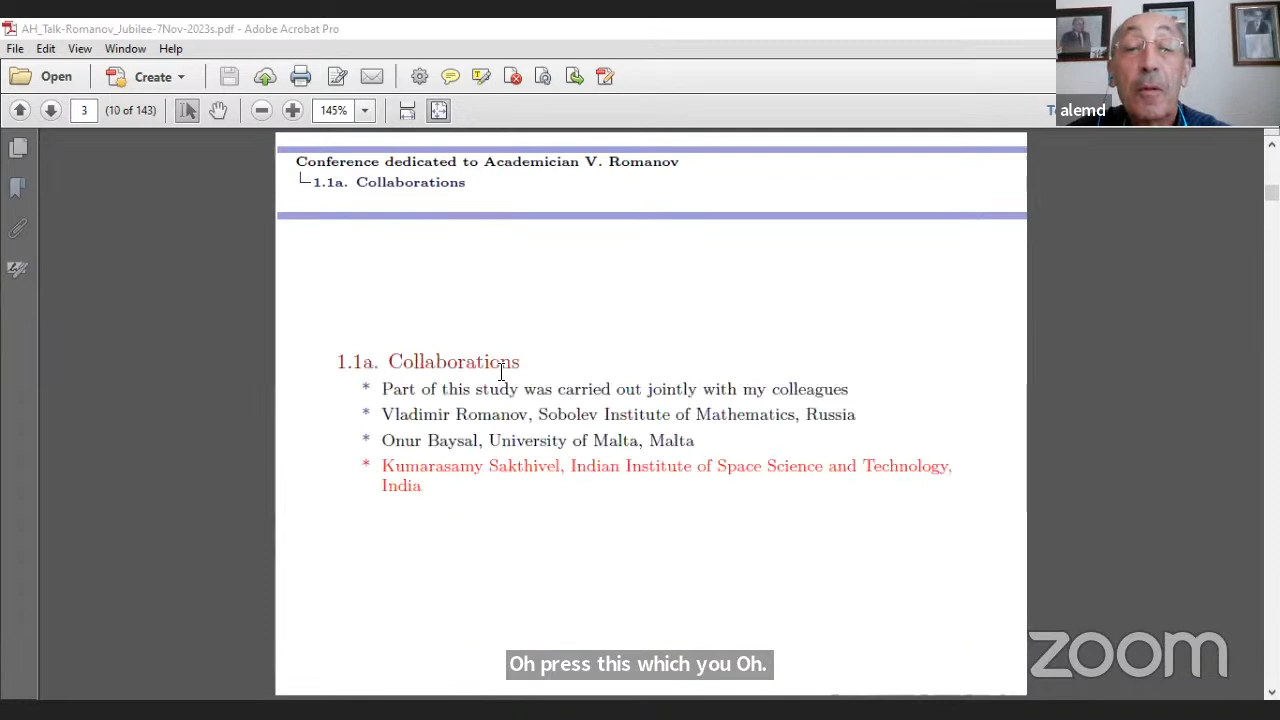 AH_Talk-Romanov_Jubilee-7Nov-2023s.pdf - Adobe Acrobat Pro
File Edit View Window Help
Open Create
3 (10 of 143) 145%
alemd
Conference dedicated to Academician V. Romanov
1.1a. Collaborations
1.1a. Collaborations
* Part of this study was carried out jointly with my colleagues
* Vladimir Romanov, Sobolev Institute of Mathematics, Russia
* Onur Baysal, University of Malta, Malta
* Kumarasamy Sakthivel, Indian Institute of Space Science and Technology,
India
Oh press this which you Oh.
zoom